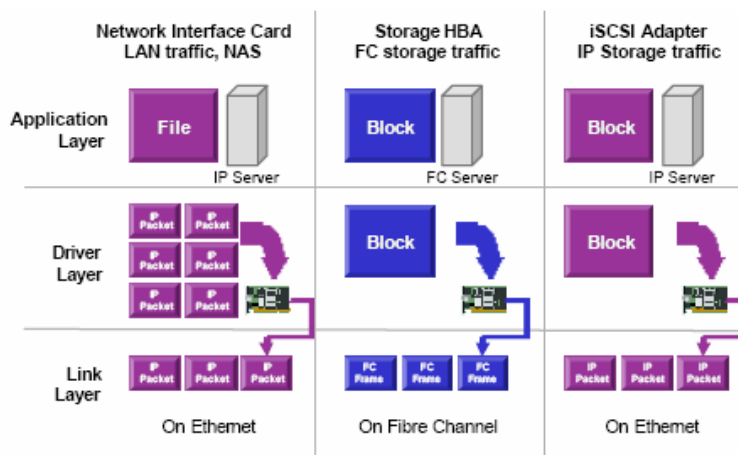 Network Interface Card
LAN traffic, NAS
Storage HBA
FC storage traffic
iSCSI Adapter
IP Storage traffic
Application
Layer
File
IP Server
Block
FC Server
Block
IP Server
Driver
Layer
IP
Packet
IP
Packet
IP
Packet
IP
Packet
IP
Packet
IP
Packet
Block
Block
Link
Layer
IP
Packet
IP
Packet
IP
Packet
FC
Frame
FC
Frame
FC
Frame
IP
Packet
IP
Packet
IP
Packet
On Ethernet
On Fibre Channel
On Ethernet